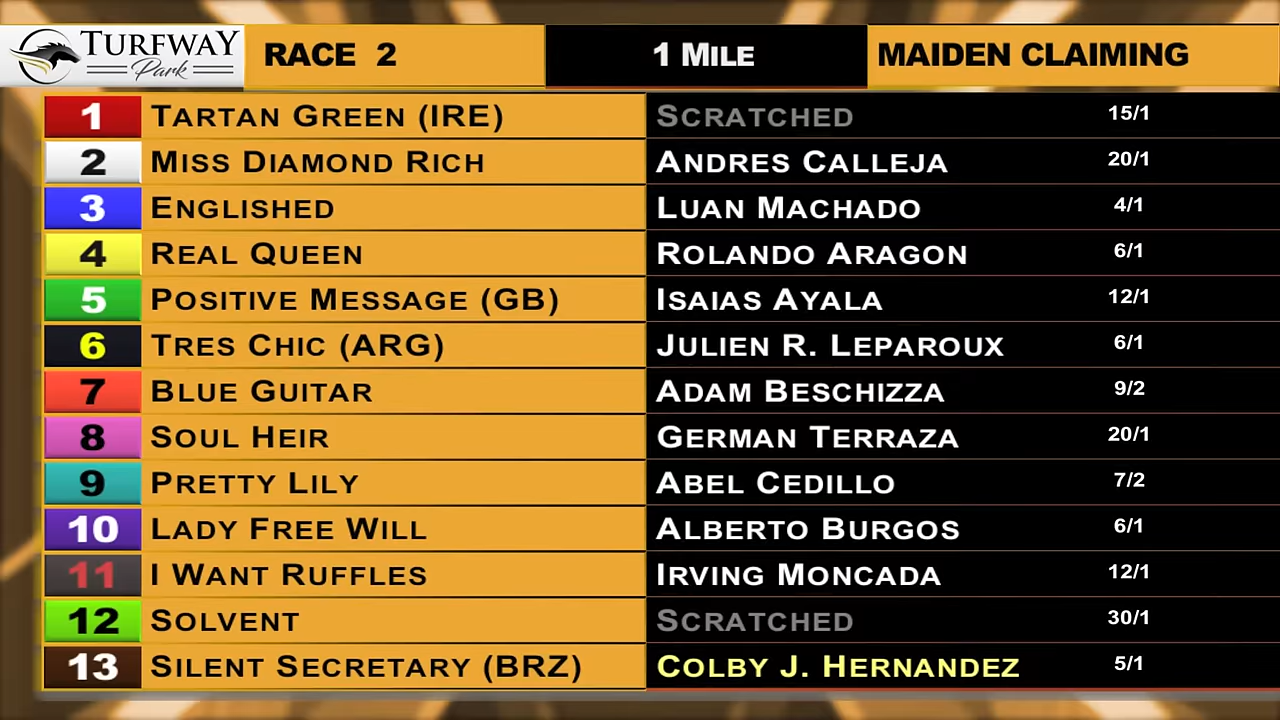 TURFWAY Park RACE 2 1 MILE MAIDEN CLAIMING
1 TARTAN GREEN (IRE) SCRATCHED 15/1
2 MISS DIAMOND RICH ANDRES CALLEJA 20/1
3 ENGLISHED LUAN MACHADO 4/1
4 REAL QUEEN ROLANDO ARAGON 6/1
5 POSITIVE MESSAGE (GB) ISAIAS AYALA 12/1
6 TRES CHIC (ARG) JULIEN R. LEPAROUX 6/1
7 BLUE GUITAR ADAM BESCHIZZA 9/2
8 SOUL HEIR GERMAN TERRAZA 20/1
9 PRETTY LILY ABEL CEDILLO 7/2
10 LADY FREE WILL ALBERTO BURGOS 6/1
11 I WANT RUFFLES IRVING MONCADA 12/1
12 SOLVENT SCRATCHED 30/1
13 SILENT SECRETARY (BRZ) COLBY J. HERNANDEZ 5/1